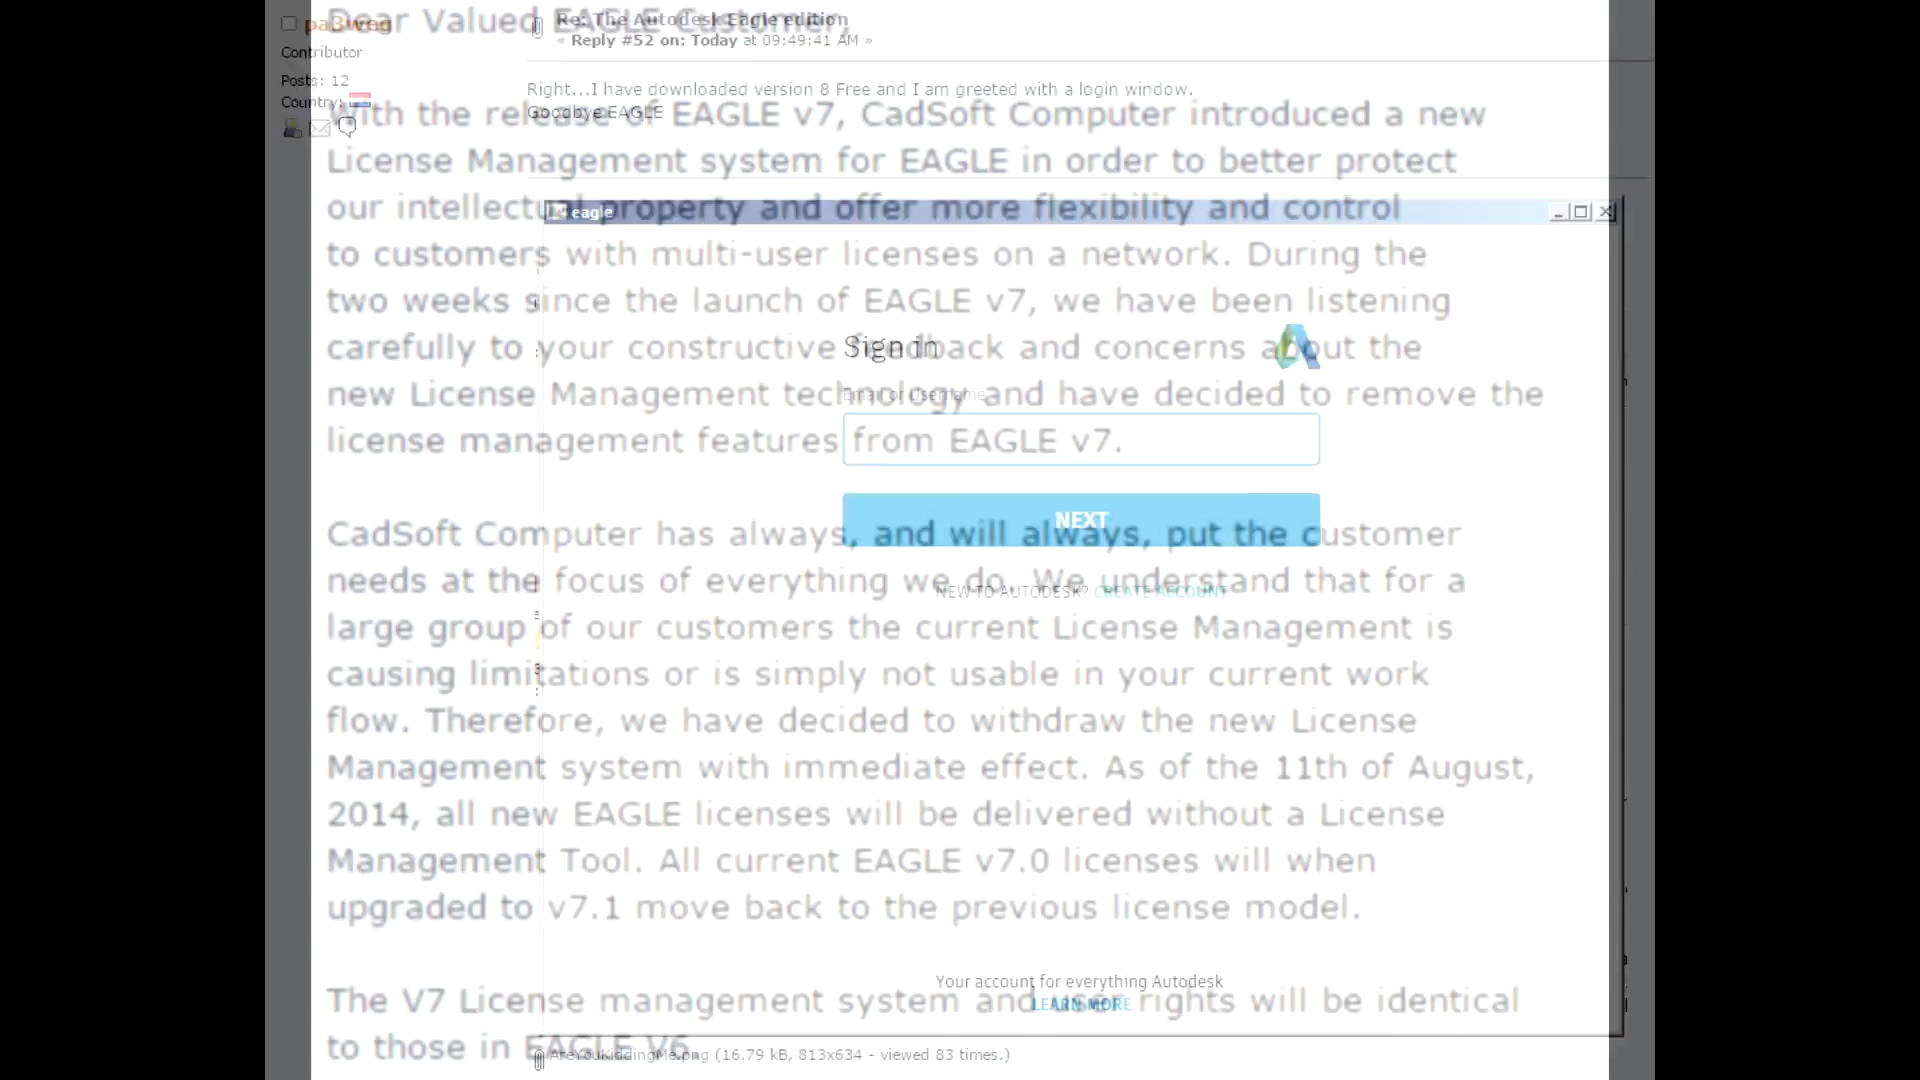 pa3weg
Contributor
Posts: 12
Country:
Re: The Autodesk Eagle edition
« Reply #52 on: Today at 09:49:41 AM »
Right...I have downloaded version 8 Free and I am greeted with a login window.
Goodbye EAGLE
eagle
Sign in
Email or Username
NEXT
NEW TO AUTODESK? CREATE ACCOUNT
Your account for everything Autodesk
LEARN MORE
AreYouKiddingMe.png (16.79 kB, 813x634 - viewed 83 times.)
Dear Valued EAGLE Customer,
With the release of EAGLE v7, CadSoft Computer introduced a new
License Management system for EAGLE in order to better protect
our intellectual property and offer more flexibility and control
to customers with multi-user licenses on a network. During the
two weeks since the launch of EAGLE v7, we have been listening
carefully to your constructive feedback and concerns about the
new License Management technology and have decided to remove the
license management features from EAGLE v7.
CadSoft Computer has always, and will always, put the customer
needs at the focus of everything we do. We understand that for a
large group of our customers the current License Management is
causing limitations or is simply not usable in your current work
flow. Therefore, we have decided to withdraw the new License
Management system with immediate effect. As of the 11th of August,
2014, all new EAGLE licenses will be delivered without a License
Management Tool. All current EAGLE v7.0 licenses will when
upgraded to v7.1 move back to the previous license model.
The V7 License management system and user rights will be identical
to those in EAGLE V6.